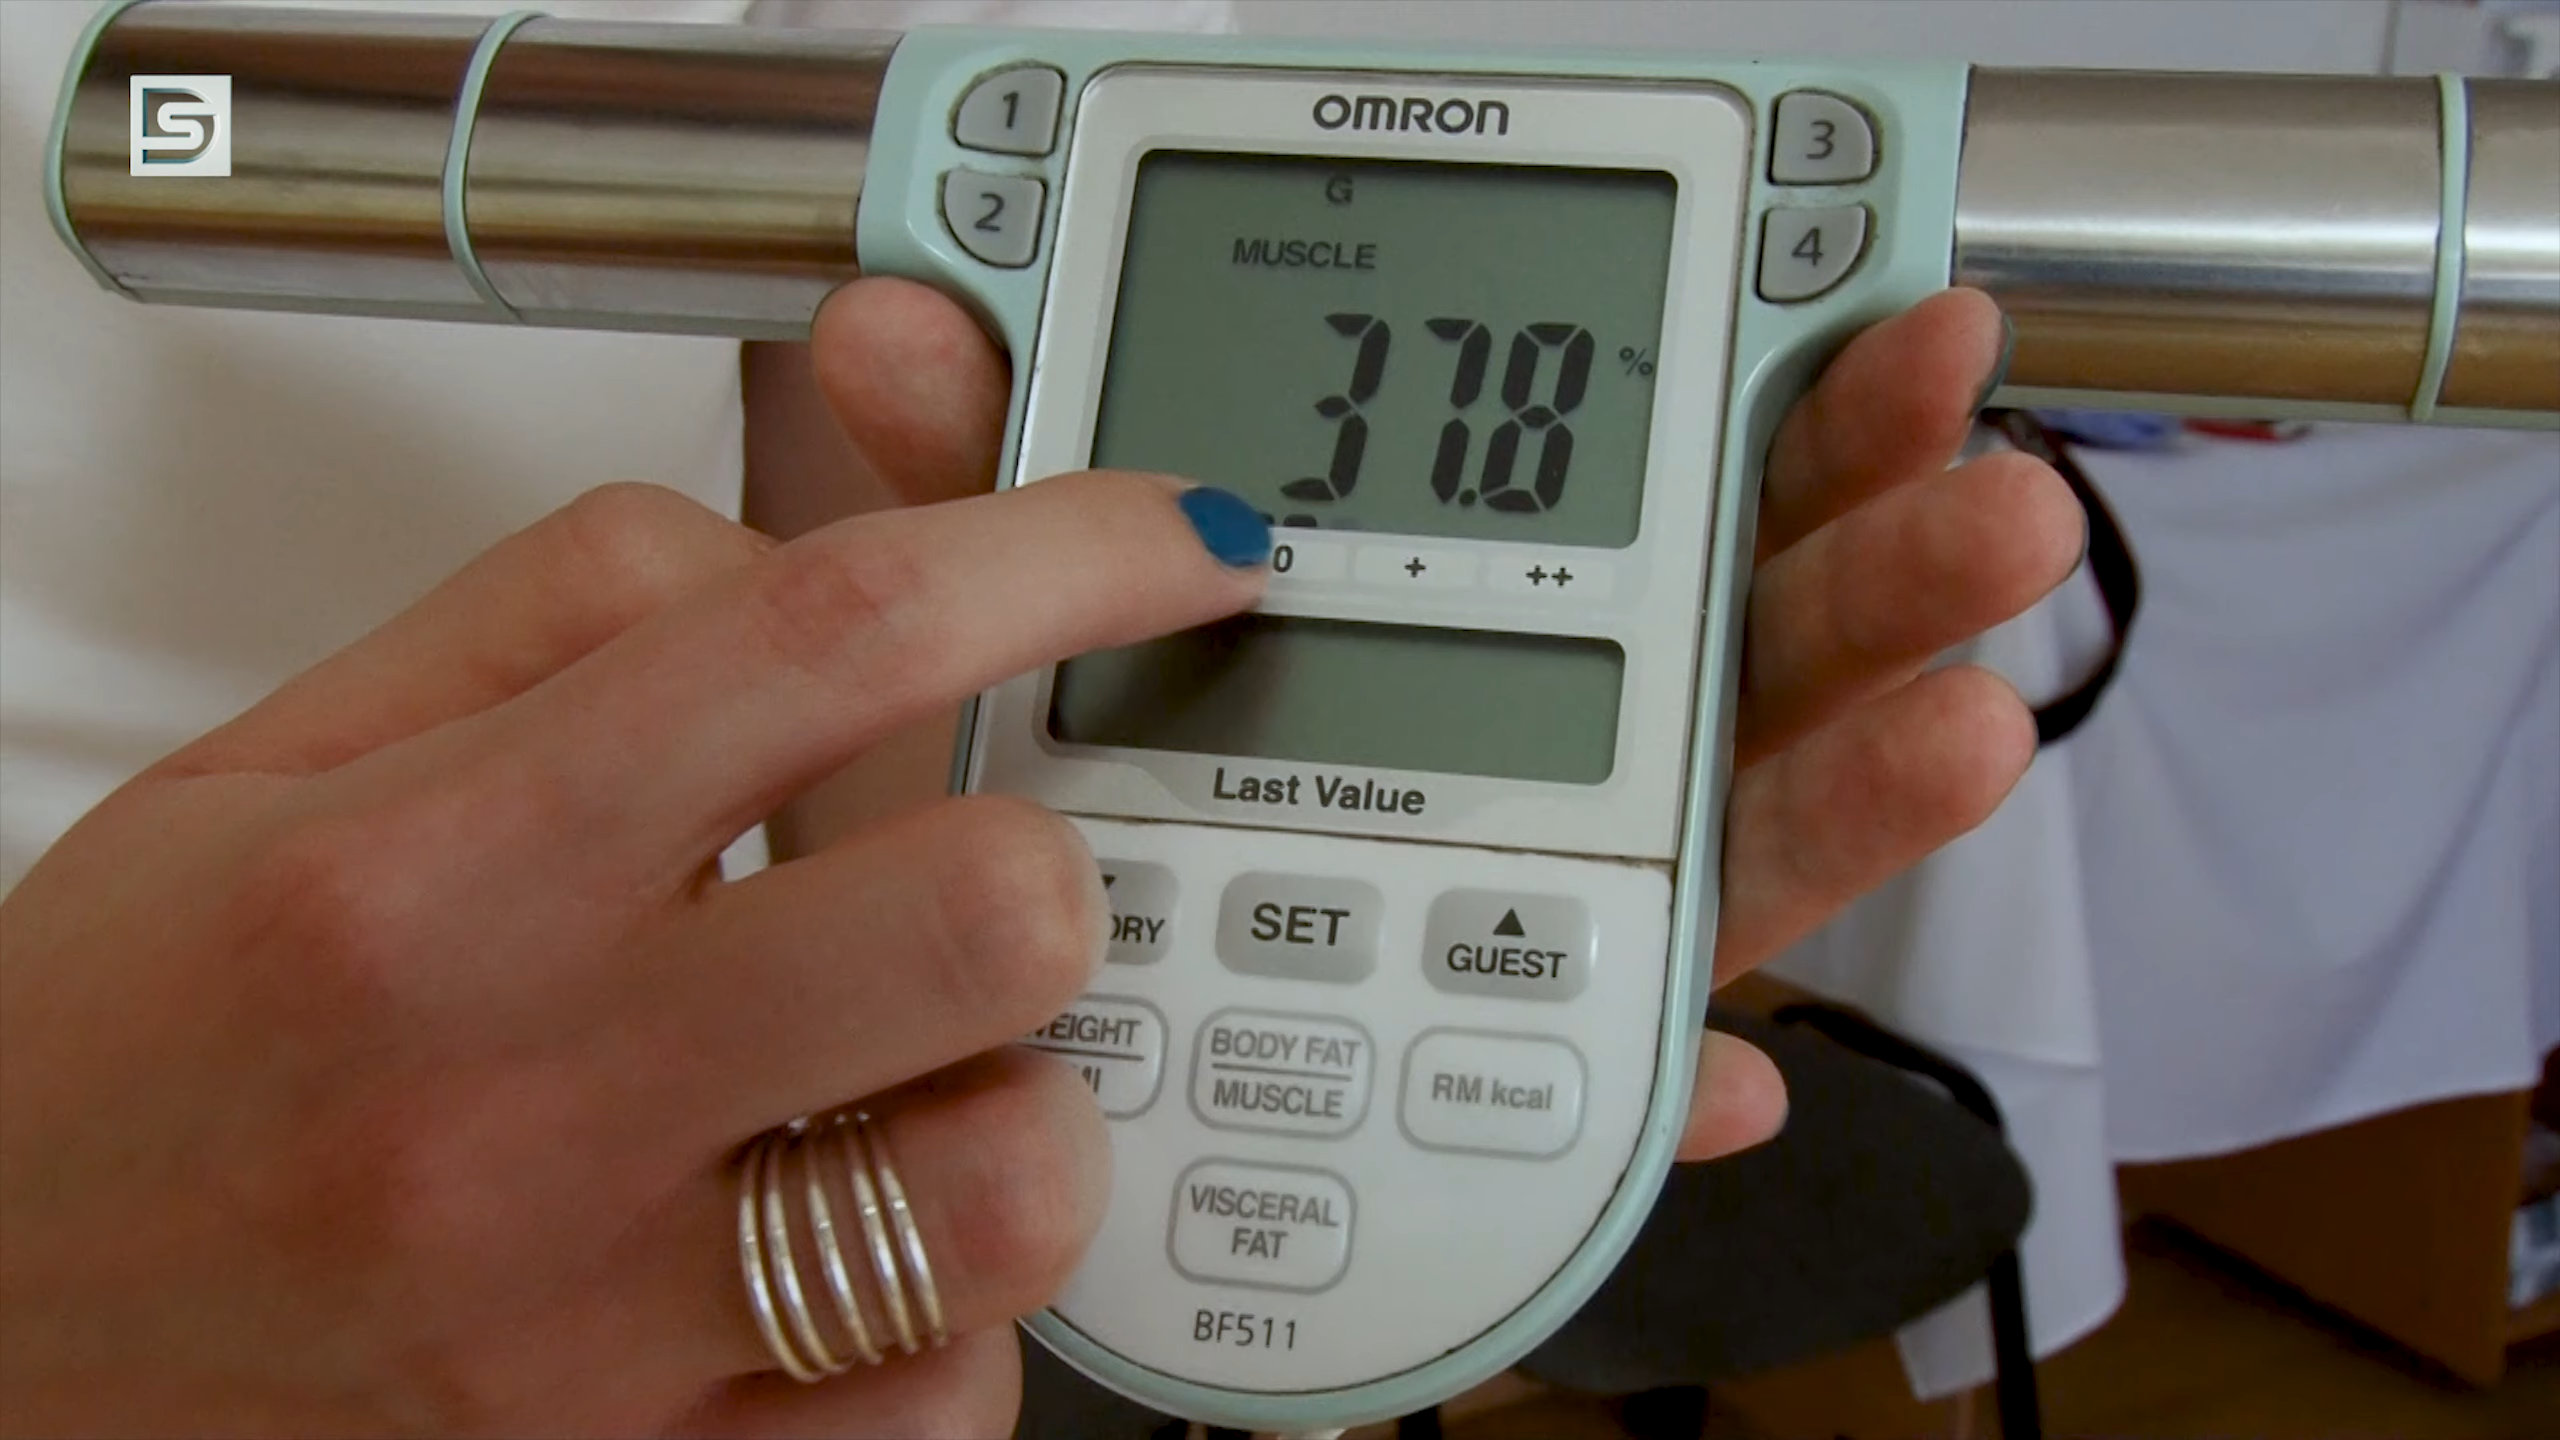 S
OMRON
1
2
3
4
G
MUSCLE
37.8 %
0 + ++
Last Value
SET
GUEST
BODY FAT
MUSCLE
RM kcal
VISCERAL
FAT
BF511